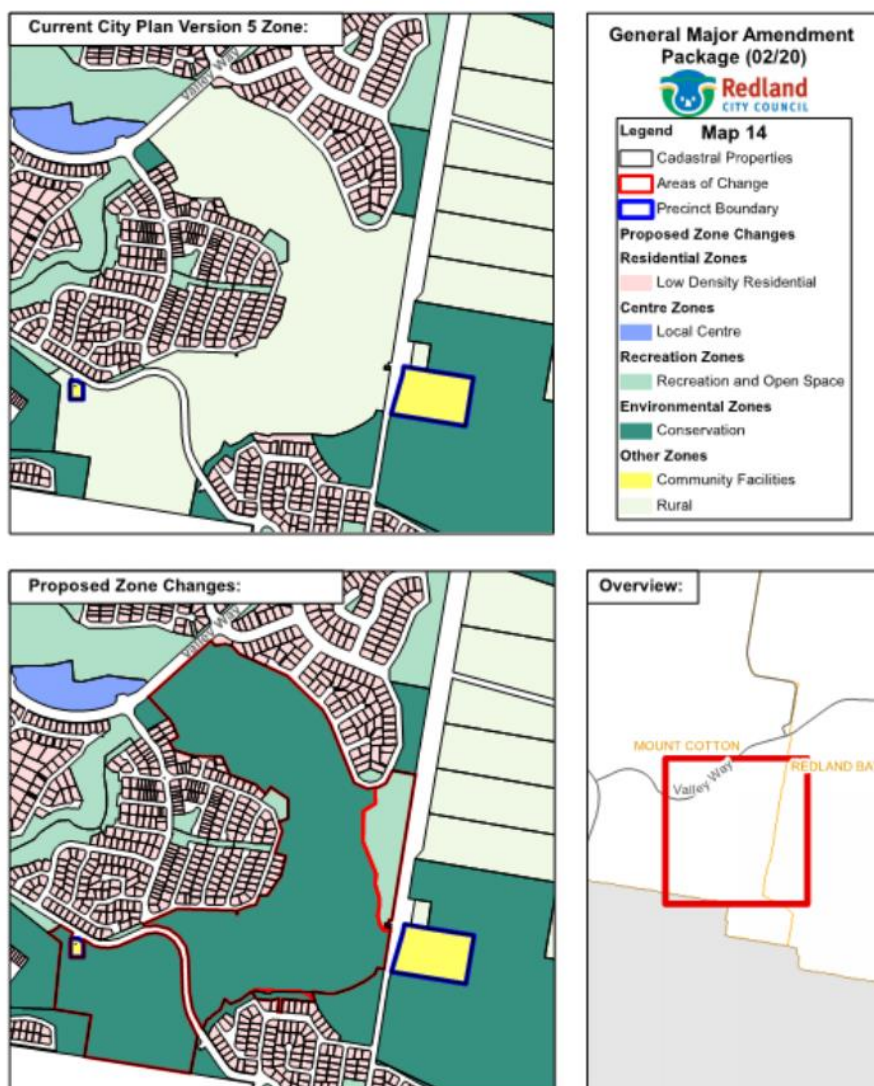 Current City Plan Version 5 Zone:
Valley Way
General Major Amendment
Package (02/20)
Redland
CITY COUNCIL
Legend Map 14
Cadastral Properties
Areas of Change
Precinct Boundary
Proposed Zone Changes
Residential Zones
Low Density Residential
Centre Zones
Local Centre
Recreation Zones
Recreation and Open Space
Environmental Zones
Conservation
Other Zones
Community Facilities
Rural
Proposed Zone Changes:
Valley Way
Overview:
MOUNT COTTON
REDLAND BA
Valley Way